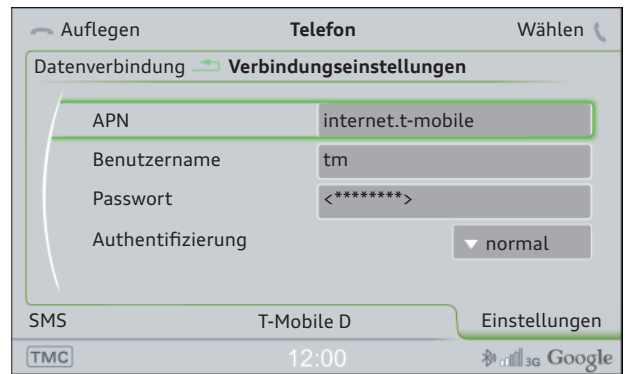 Auflegen Telefon Wählen
Datenverbindung Verbindungseinstellungen
APN internet.t-mobile
Benutzername tm
Passwort <********>
Authentifizierung normal
SMS T-Mobile D Einstellungen
TMC 12:00 3G Google